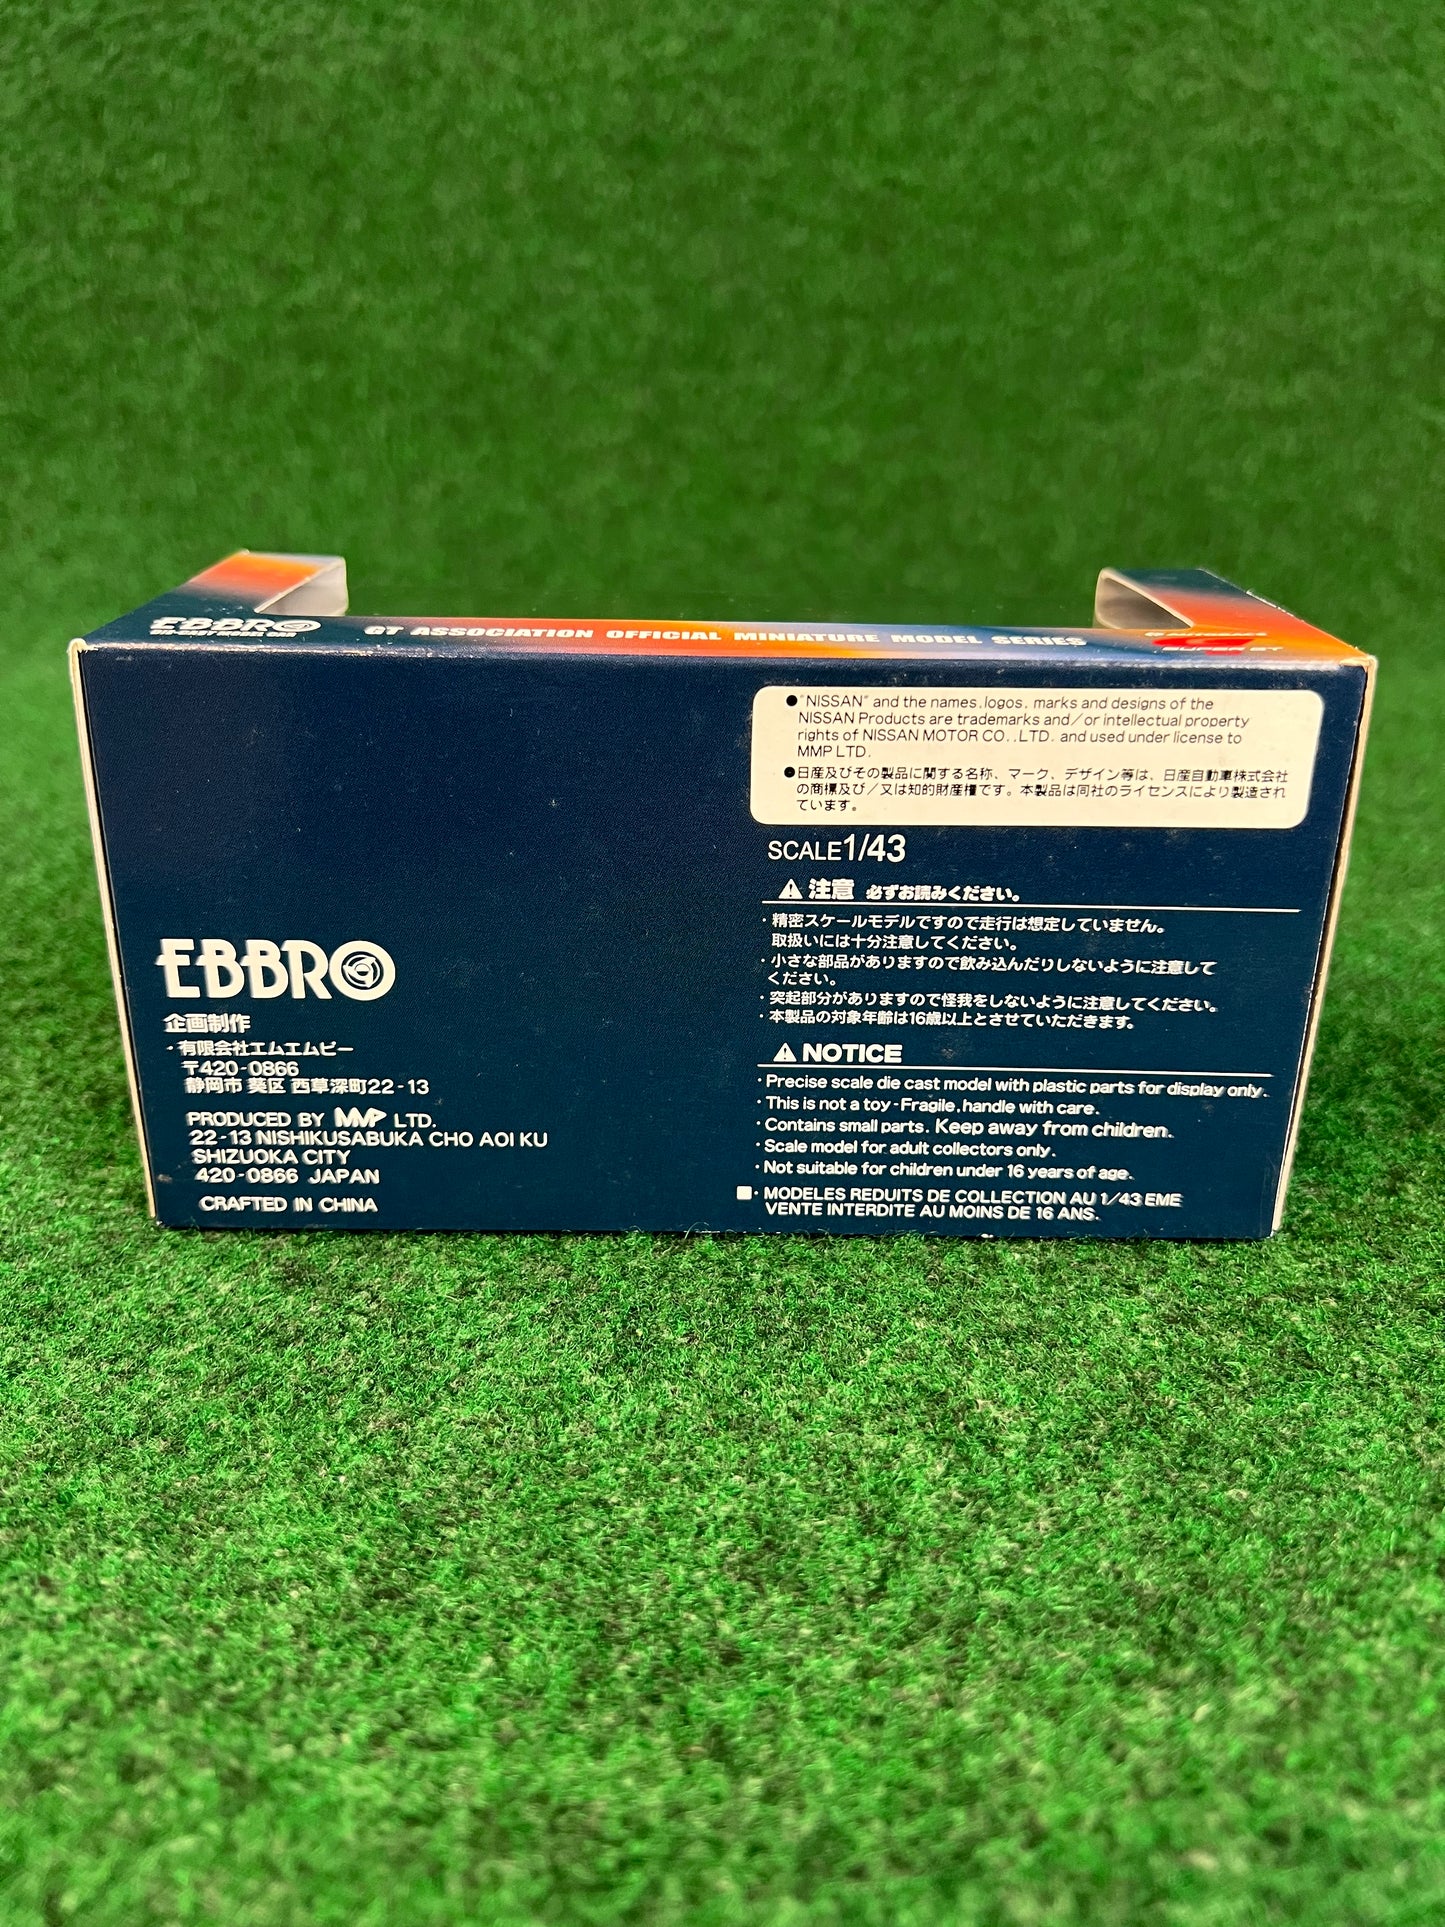 EBBRO
DIE-CAST MODEL CAR
GT ASSOCIATION OFFICIAL MINIATURE MODEL SERIES
SUPER GT
●"NISSAN" and the names, logos, marks and designs of the
NISSAN Products are trademarks and/or intellectual property
rights of NISSAN MOTOR CO., LTD. and used under license to
MMP LTD.
●日産及びその製品に関する名称、マーク、デザイン等は、日産自動車株式会社
の商標及び/又は知的財産権です。本製品は同社のライセンスにより製造され
ています。
SCALE1/43
注意 必ずお読みください。
・精密スケールモデルですので走行は想定していません。
取扱いには十分注意してください。
・小さな部品がありますので飲み込んだりしないように注意して
ください。
・突起部分がありますので怪我をしないように注意してください。
・本製品の対象年齢は16歳以上とさせていただきます。
NOTICE
・Precise scale die cast model with plastic parts for display only.
・This is not a toy-Fragile, handle with care.
・Contains small parts. Keep away from children.
・Scale model for adult collectors only.
・Not suitable for children under 16 years of age.
・MODELES REDUITS DE COLLECTION AU 1/43 EME
VENTE INTERDITE AU MOINS DE 16 ANS.
EBBRO
企画制作
・有限会社エムエムピー
〒420-0866
静岡市 葵区 西草深町22-13
PRODUCED BY MMP LTD.
22-13 NISHIKUSABUKA CHO AOI KU
SHIZUOKA CITY
420-0866 JAPAN
CRAFTED IN CHINA